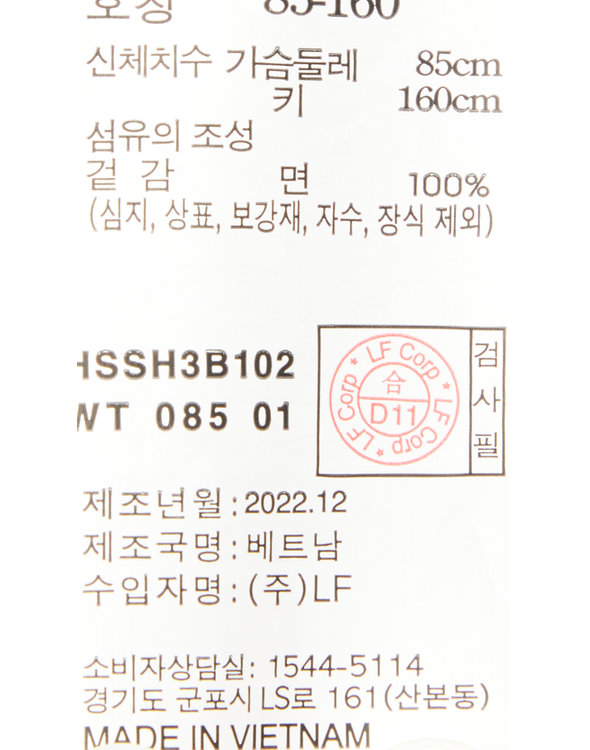 호칭 85-160
신체치수 가슴둘레 85cm
키 160cm
섬유의 조성
겉 감 면 100%
(심지, 상표, 보강재, 자수, 장식 제외)
HSSH3B102
WT 085 01
LF Corp LF Corp LF Corp
合
D11
검사필
제조년월:2022.12
제조국명:베트남
수입자명:(주)LF
소비자상담실: 1544-5114
경기도 군포시 LS로 161(산본동)
MADE IN VIETNAM